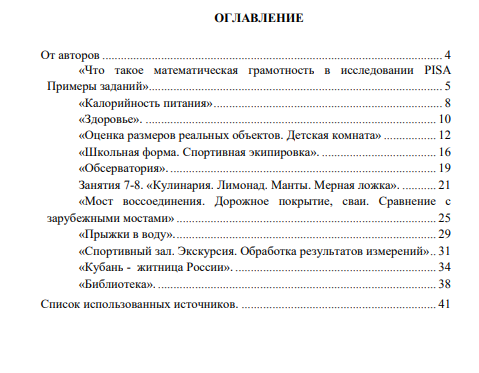 ОГЛАВЛЕНИЕ
От авторов ........................................................................................................ 4
«Что такое математическая грамотность в исследовании PISA
Примеры заданий»........................................................................................ 5
«Калорийность питания»..................................................................... 8
«Здоровье». ......................................................................................... 10
«Оценка размеров реальных объектов. Детская комната» ................ 12
«Школьная форма. Спортивная экипировка». ................................... 16
«Обсерватория». ................................................................................. 19
Занятия 7-8. «Кулинария. Лимонад. Манты. Мерная ложка». .......... 21
«Мост воссоединения. Дорожное покрытие, сваи. Сравнение с
зарубежными мостами» ............................................................................... 25
«Прыжки в воду»................................................................................ 29
«Спортивный зал. Экскурсия. Обработка результатов измерений».. 31
«Кубань - житница России». .............................................................. 34
«Библиотека». ..................................................................................... 38
Список использованных источников. ........................................................... 41